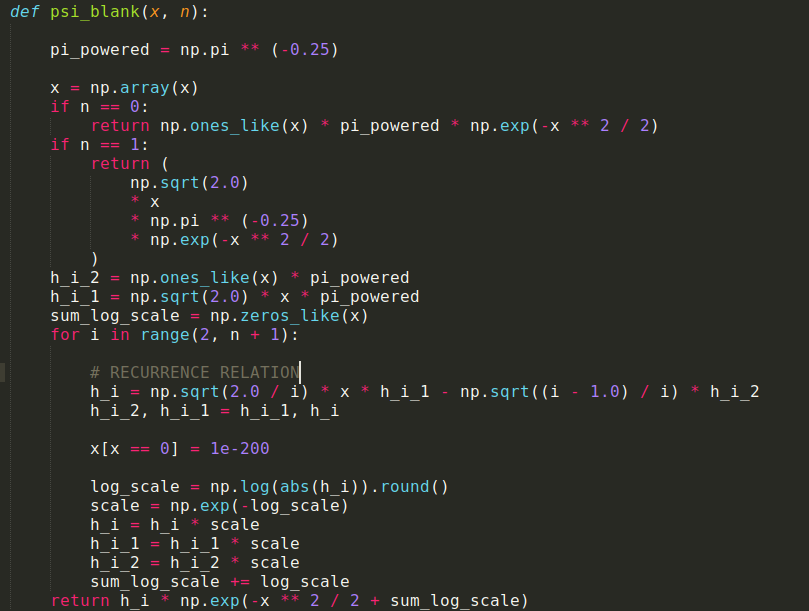 def psi_blank(x, n):
    pi_powered = np.pi ** (-0.25)
    x = np.array(x)
    if n == 0:
        return np.ones_like(x) * pi_powered * np.exp(-x ** 2 / 2)
    if n == 1:
        return (
            np.sqrt(2.0)
            * x
            * np.pi ** (-0.25)
            * np.exp(-x ** 2 / 2)
        )
    h_i_2 = np.ones_like(x) * pi_powered
    h_i_1 = np.sqrt(2.0) * x * pi_powered
    sum_log_scale = np.zeros_like(x)
    for i in range(2, n + 1):
        # RECURRENCE RELATION
        h_i = np.sqrt(2.0 / i) * x * h_i_1 - np.sqrt((i - 1.0) / i) * h_i_2
        h_i_2, h_i_1 = h_i_1, h_i
        x[x == 0] = 1e-200
        log_scale = np.log(abs(h_i)).round()
        scale = np.exp(-log_scale)
        h_i = h_i * scale
        h_i_1 = h_i_1 * scale
        h_i_2 = h_i_2 * scale
        sum_log_scale += log_scale
    return h_i * np.exp(-x ** 2 / 2 + sum_log_scale)